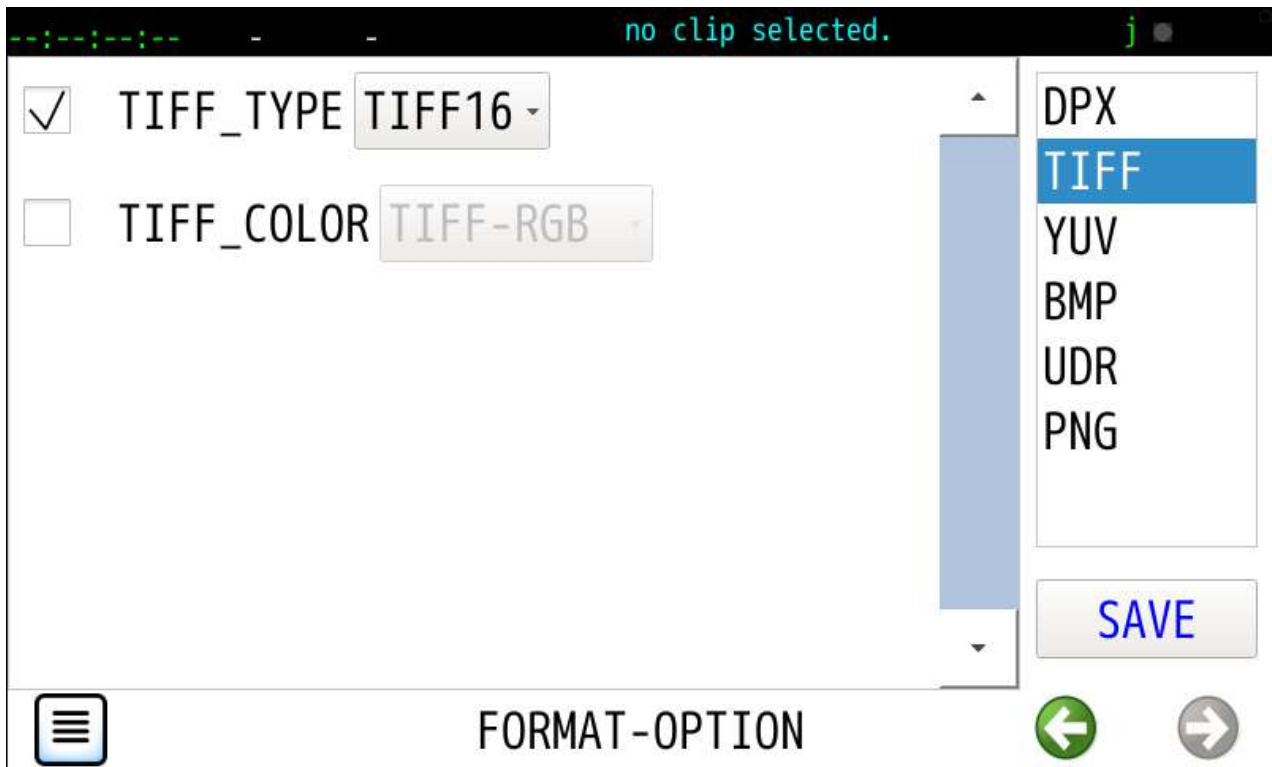 --:--:--:-- - - no clip selected. j
TIFF_TYPE TIFF16
TIFF_COLOR TIFF-RGB
DPX
TIFF
YUV
BMP
UDR
PNG
SAVE
FORMAT-OPTION